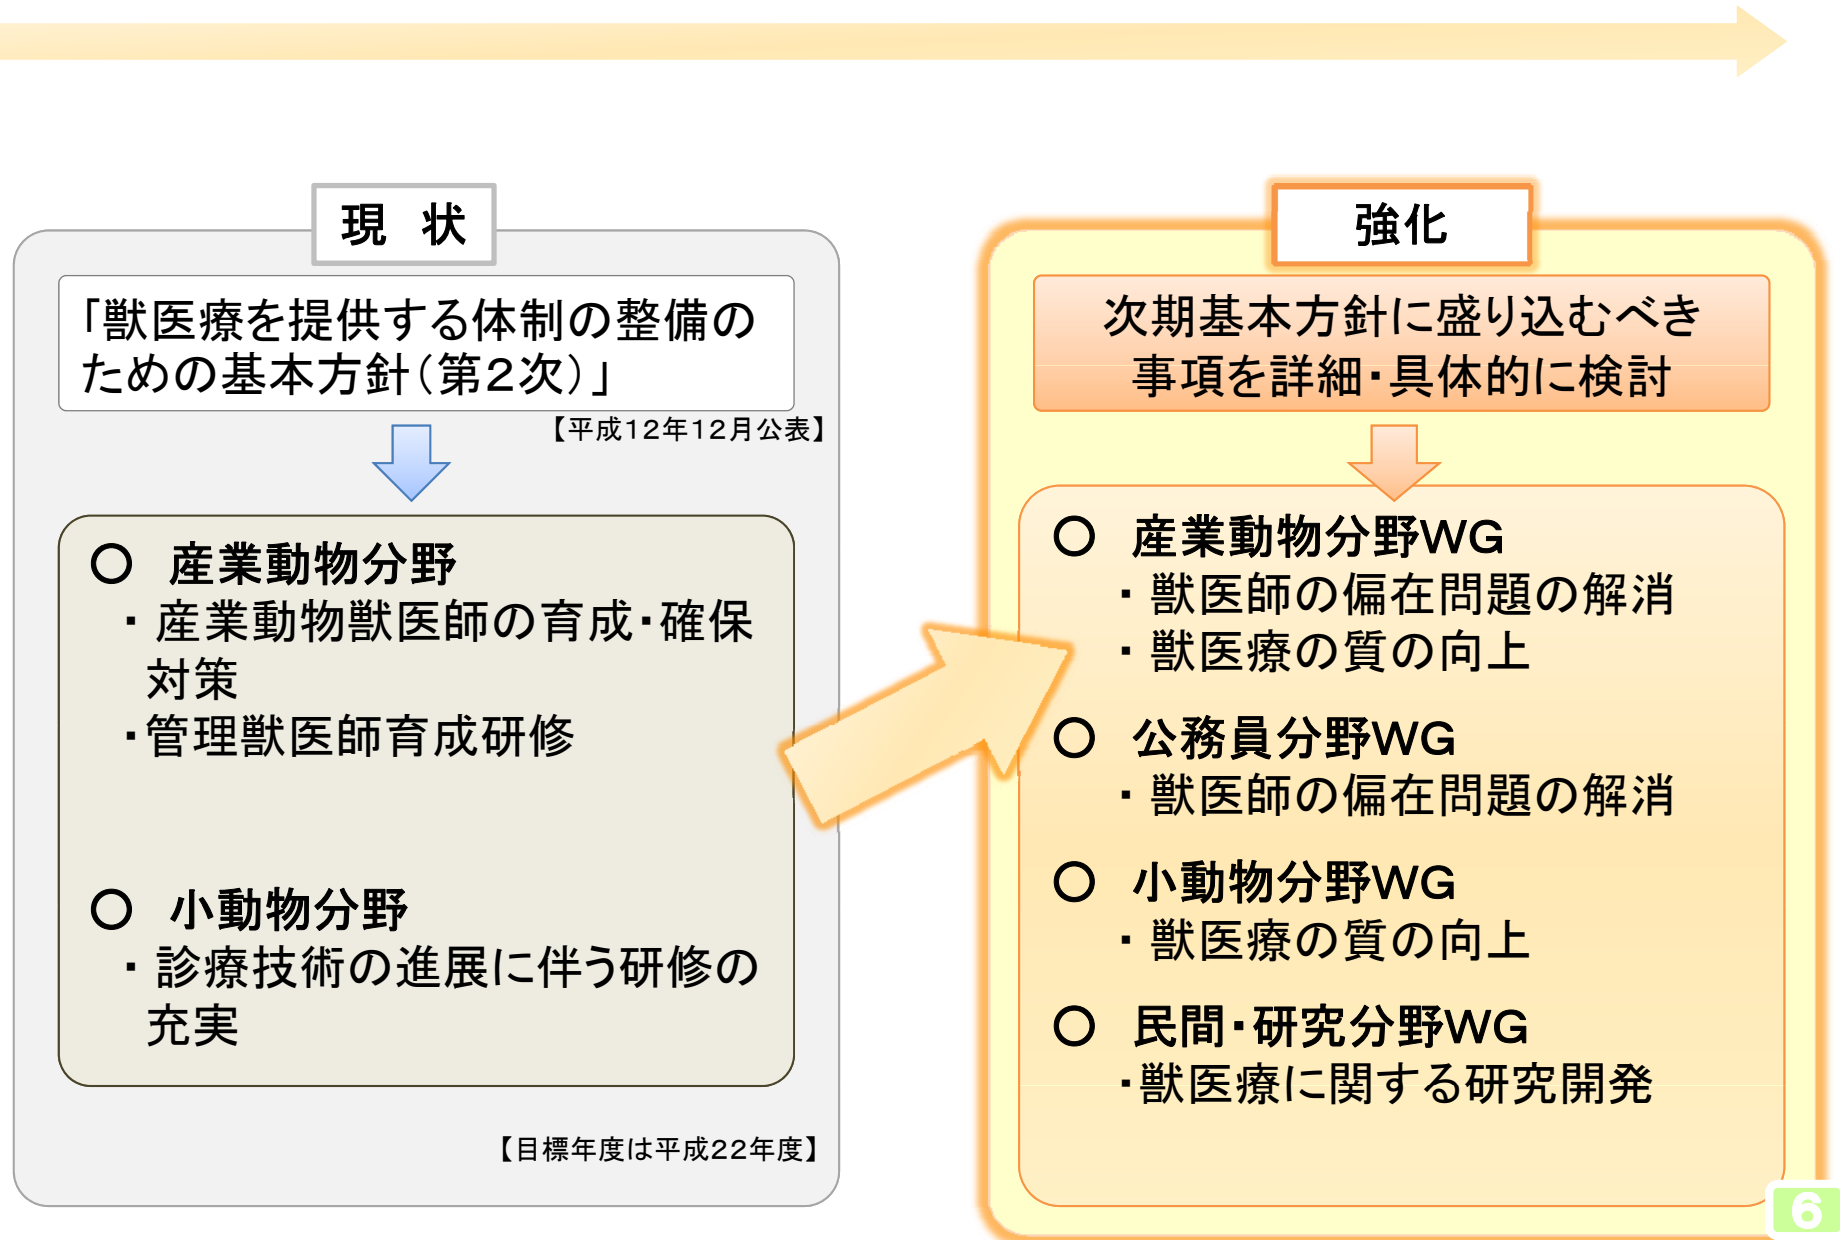 現　状
「獣医療を提供する体制の整備の
ための基本方針（第２次）」
【平成１２年１２月公表】
○　産業動物分野
・産業動物獣医師の育成・確保
対策
・管理獣医師育成研修
○　小動物分野
・診療技術の進展に伴う研修の
充実
【目標年度は平成２２年度】
強化
次期基本方針に盛り込むべき
事項を詳細・具体的に検討
○　産業動物分野ＷＧ
・獣医師の偏在問題の解消
・獣医療の質の向上
○　公務員分野ＷＧ
・獣医師の偏在問題の解消
○　小動物分野ＷＧ
・獣医療の質の向上
○　民間・研究分野ＷＧ
・獣医療に関する研究開発
6